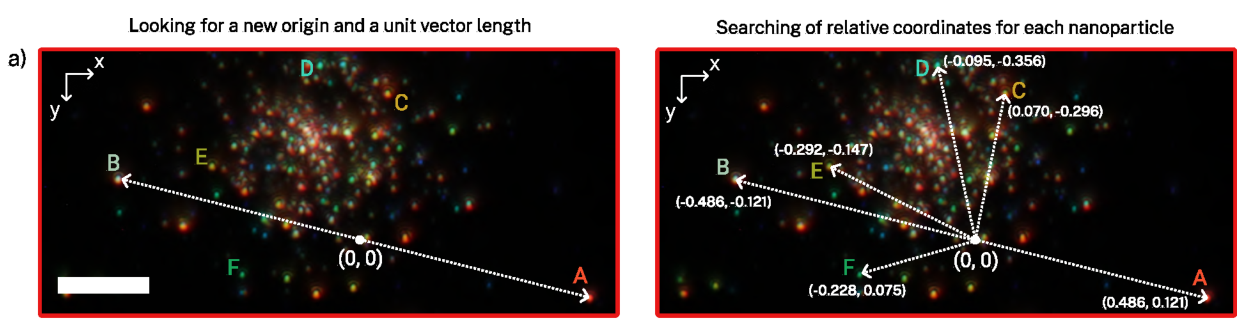 Looking for a new origin and a unit vector length
Searching of relative coordinates for each nanoparticle
a)
x
y
D
C
B
E
(0, 0)
F
A
x
y
D
(-0.095, -0.356)
C
(0.070, -0.296)
(-0.292, -0.147)
B
E
(-0.486, -0.121)
(0, 0)
F
(-0.228, 0.075)
A
(0.486, 0.121)